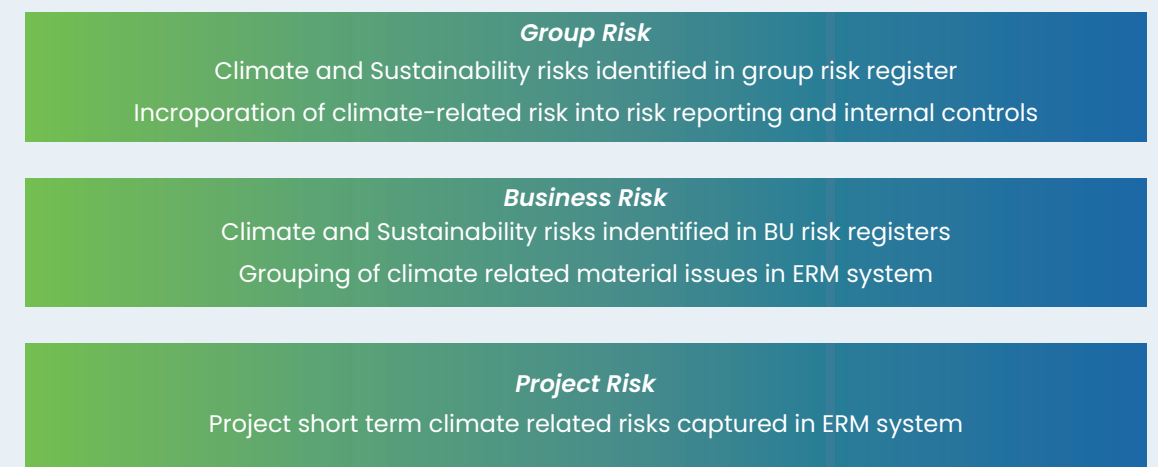 Group Risk
Climate and Sustainability risks identified in group risk register
Incroporation of climate-related risk into risk reporting and internal controls
Business Risk
Climate and Sustainability risks indentified in BU risk registers
Grouping of climate related material issues in ERM system
Project Risk
Project short term climate related risks captured in ERM system